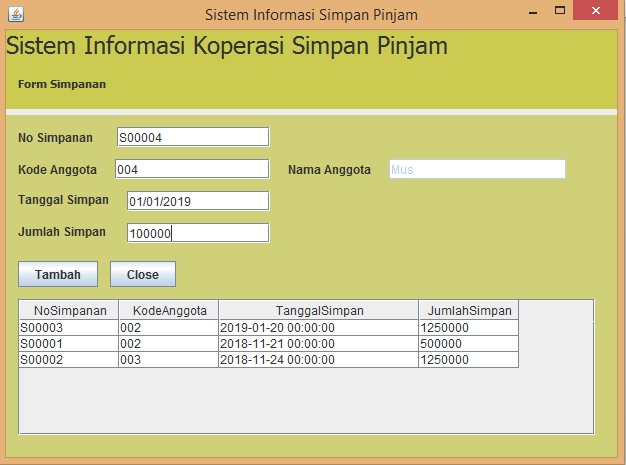 Sistem Informasi Simpan Pinjam
Sistem Informasi Koperasi Simpan Pinjam
Form Simpanan
No Simpanan S00004
Kode Anggota 004 Nama Anggota Mus
Tanggal Simpan 01/01/2019
Jumlah Simpan 100000
Tambah Close
NoSimpanan KodeAnggota TanggalSimpan JumlahSimpan
S00003 002 2019-01-20 00:00:00 1250000
S00001 002 2018-11-21 00:00:00 500000
S00002 003 2018-11-24 00:00:00 1250000